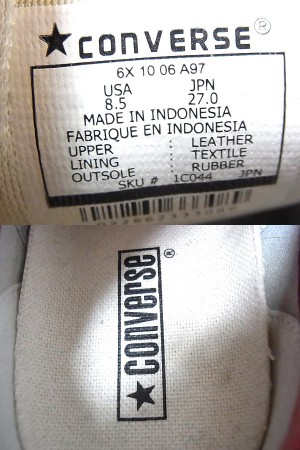 ★CONVERSE®
6X 10 06 A97
USA JPN
8.5 27.0
MADE IN INDONESIA
FABRIQUE EN INDONESIA
UPPER : LEATHER
LINING : TEXTILE
OUTSOLE : RUBBER
SKU # 1C044 JPN
★converse®